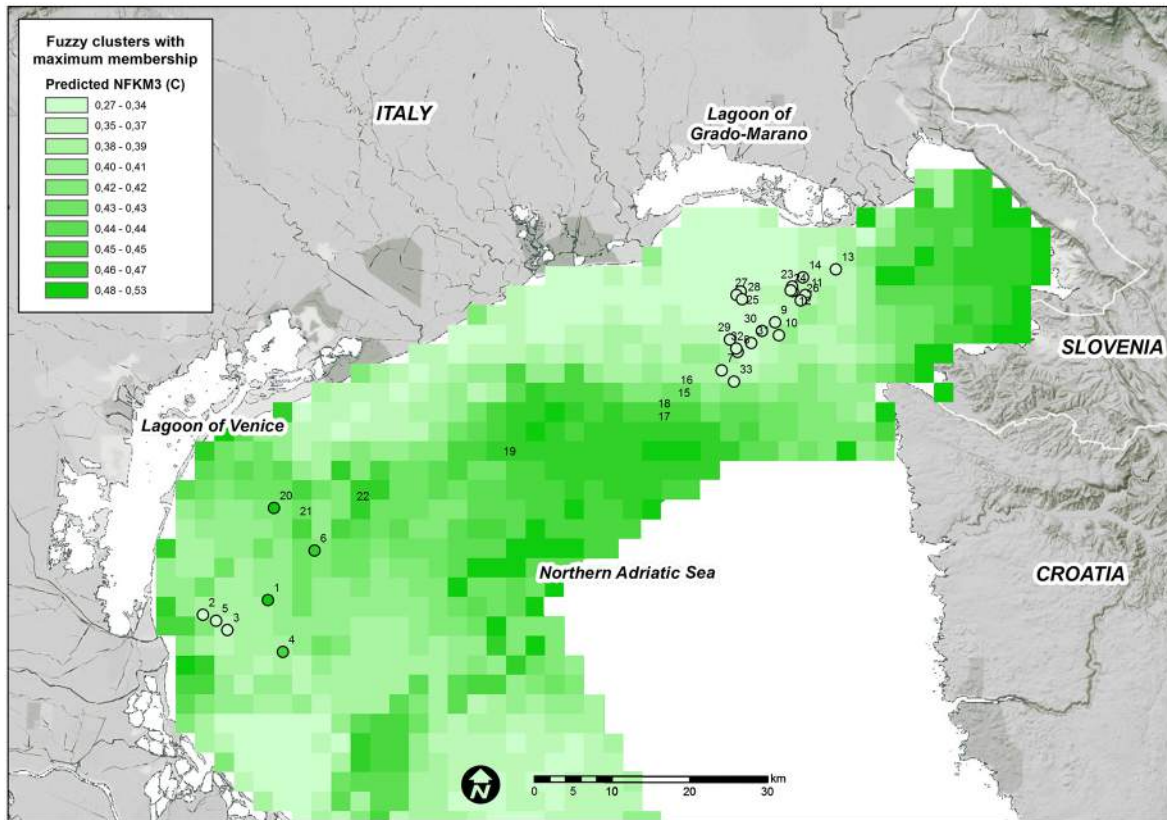 Fuzzy clusters with
maximum membership
Predicted NFKM3 (C)
0,27 - 0,34
0,35 - 0,37
0,38 - 0,39
0,40 - 0,41
0,42 - 0,42
0,43 - 0,43
0,44 - 0,44
0,45 - 0,45
0,46 - 0,47
0,48 - 0,53
ITALY
Lagoon of
Grado-Marano
13
14
23
11
26
12
27
28
25
9
30
10
29
32
8
7
33
16
15
18
17
SLOVENIA
Lagoon of Venice
19
22
20
21
6
Northern Adriatic Sea
CROATIA
1
2
5
3
4
N
km
0 5 10 20 30